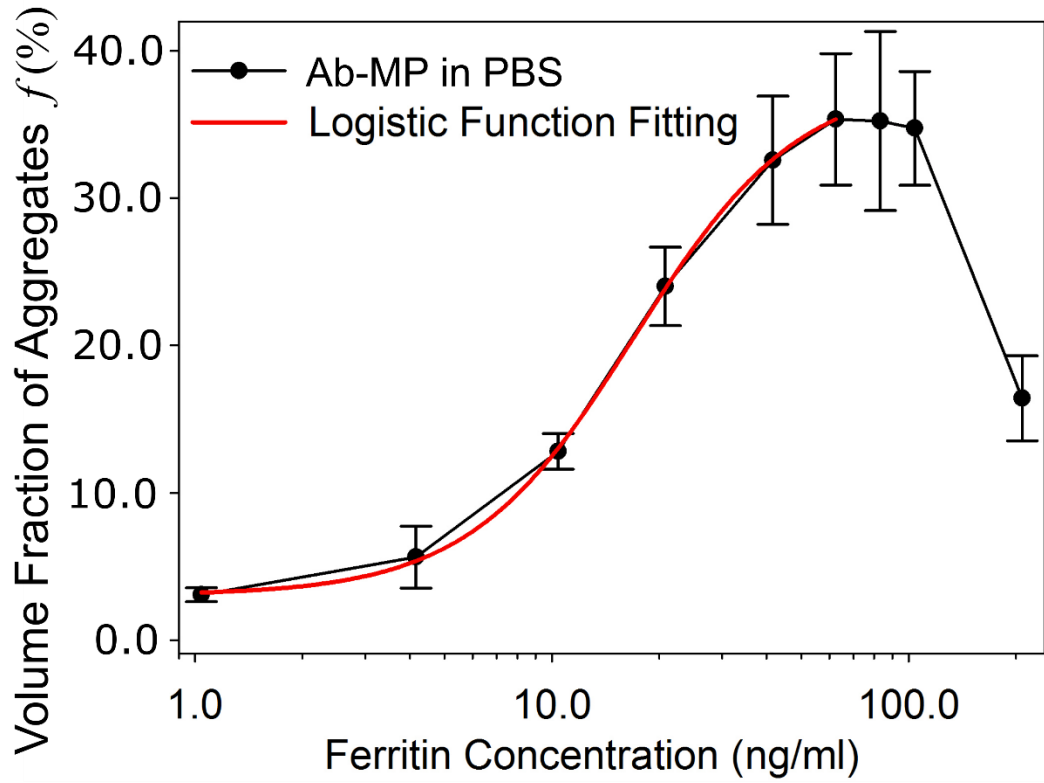 Volume Fraction of Aggregates f (%)
40.0
30.0
20.0
10.0
0.0
Ab-MP in PBS
Logistic Function Fitting
1.0 10.0 100.0
Ferritin Concentration (ng/ml)